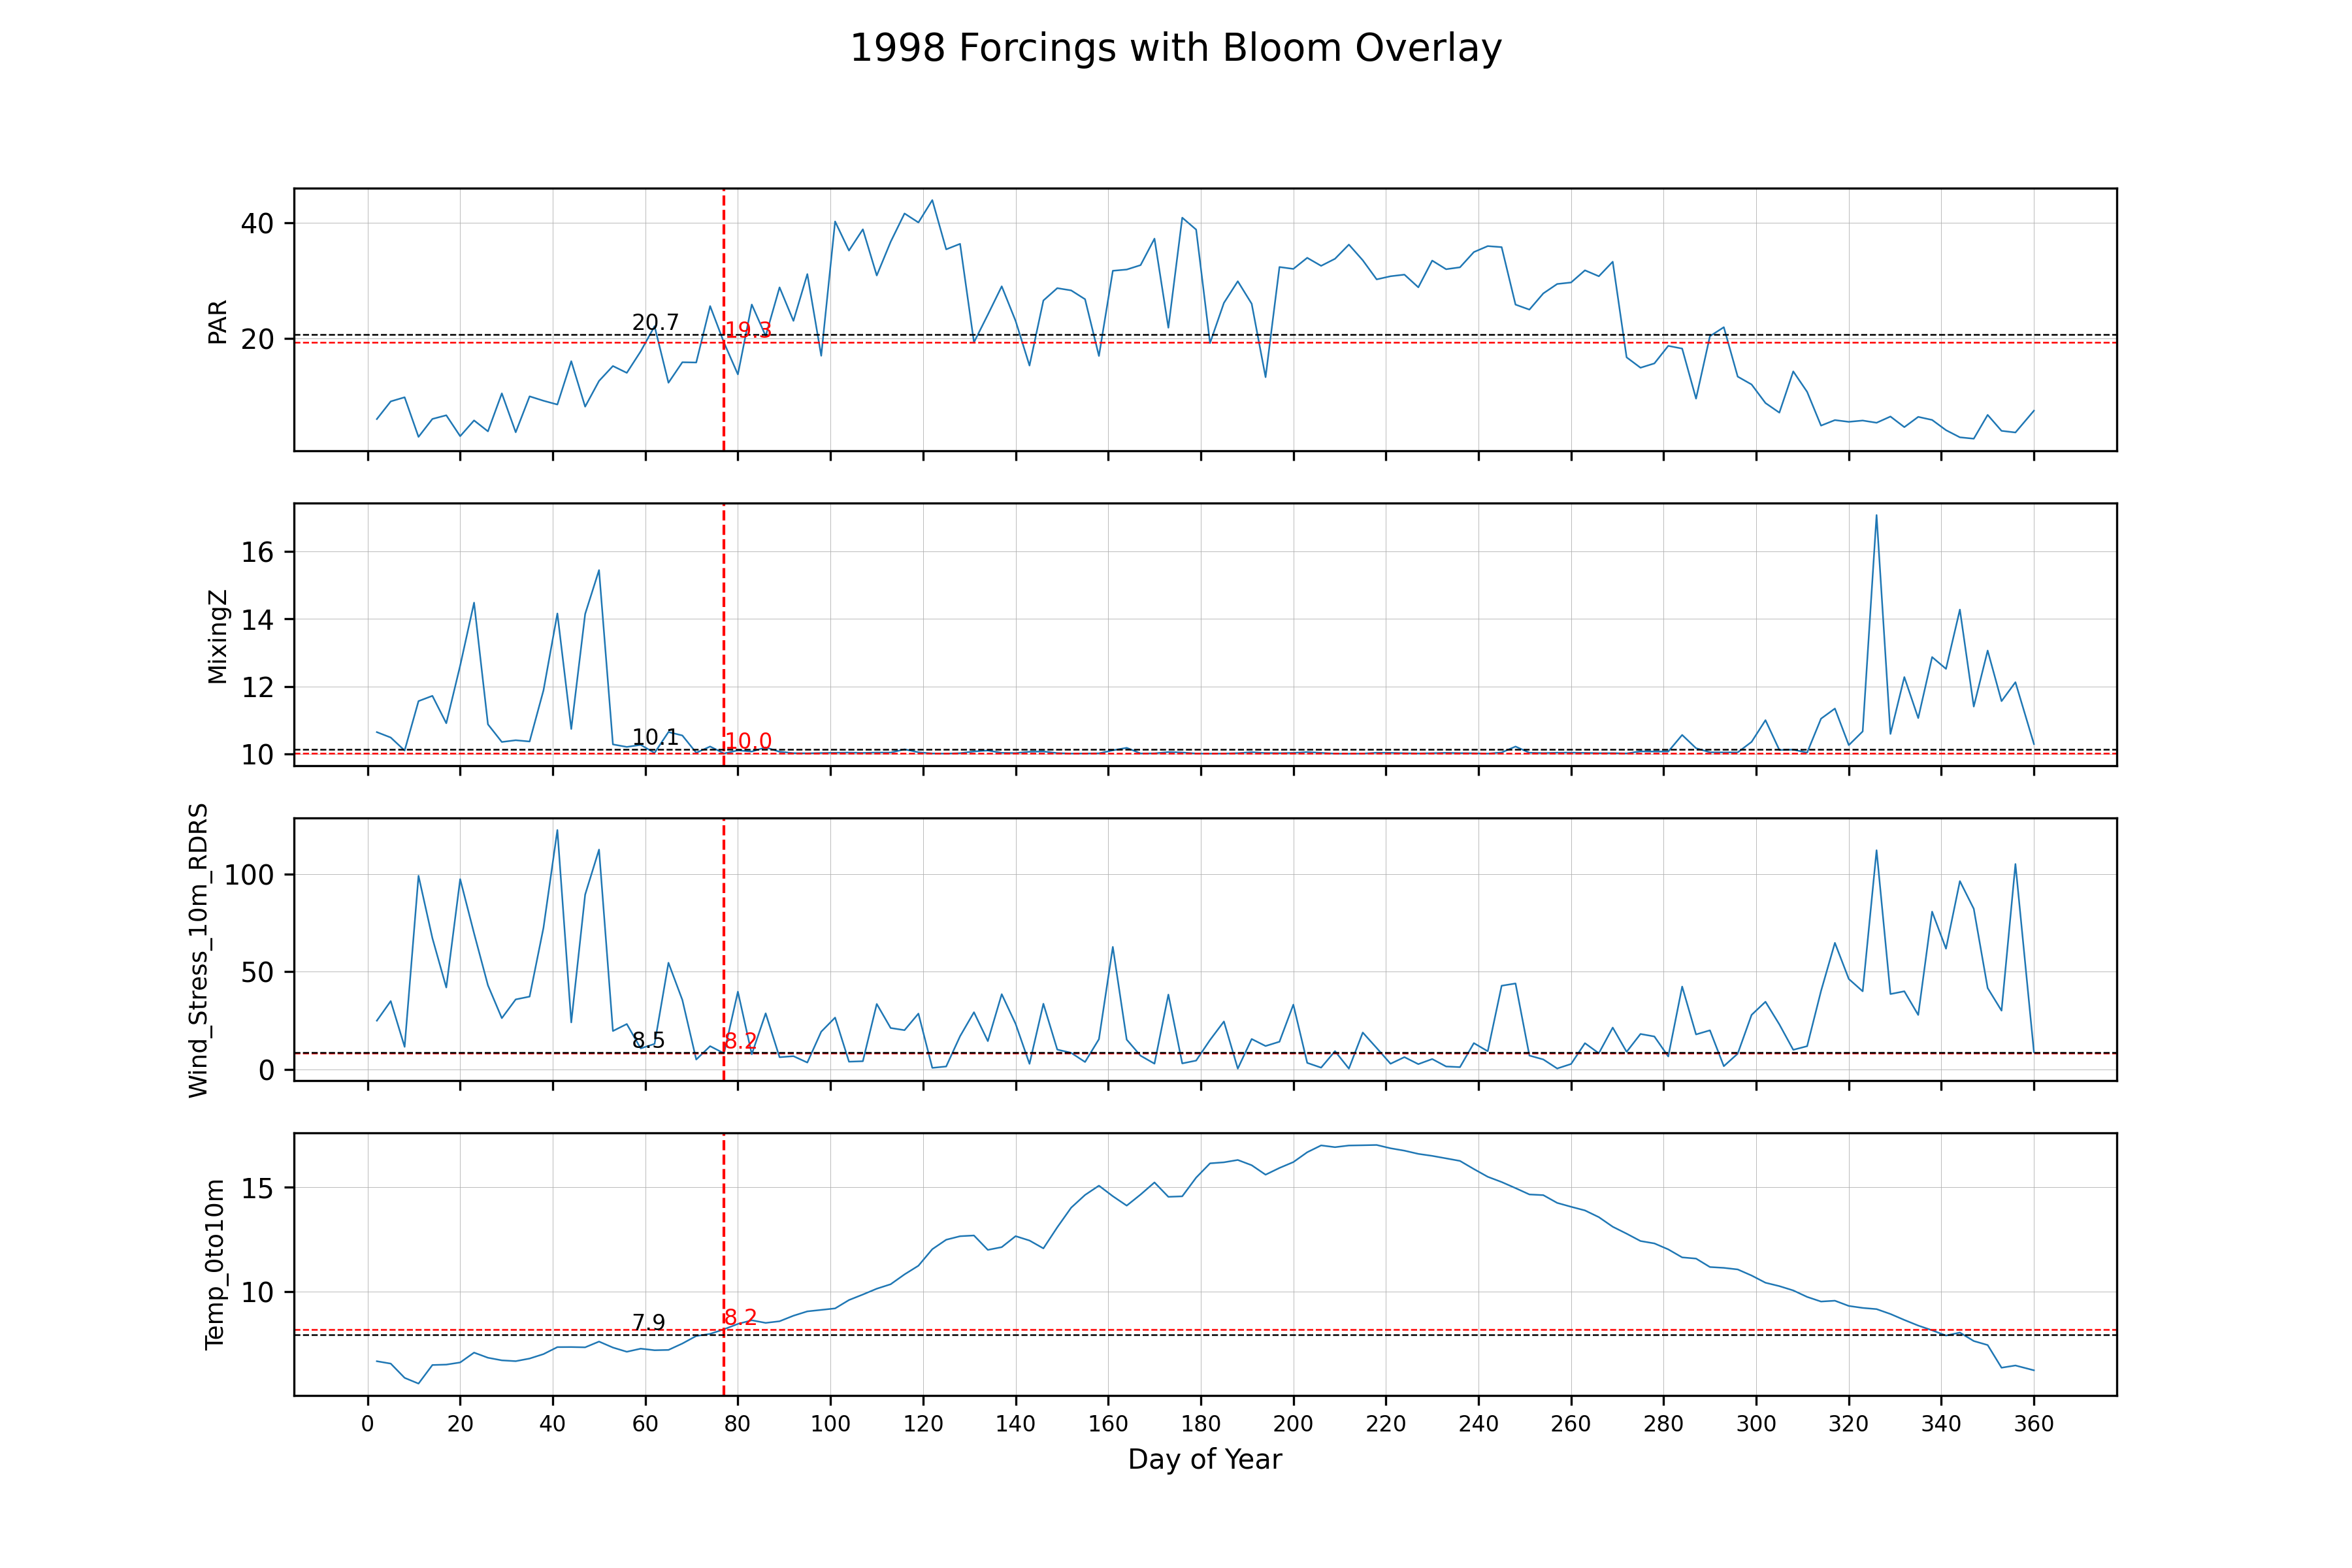 1998 Forcings with Bloom Overlay
PAR
40
20
20.7
19.3
MixingZ
16
14
12
10
10.1
10.0
Wind_Stress_10m_RDRS
100
50
0
8.5
8.2
Temp_0to10m
15
10
7.9
8.2
0 20 40 60 80 100 120 140 160 180 200 220 240 260 280 300 320 340 360
Day of Year